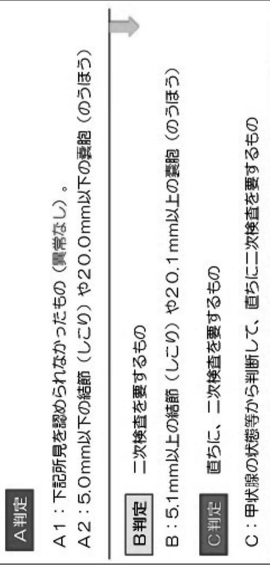 A判定
A1：下記所見を認められなかったもの（異常なし）。
A2：5.0mm以下の結節（しこり）や20.0mm以下の嚢胞（のうほう）
B判定 二次検査を要するもの
B：5.1mm以上の結節（しこり）や20.1mm以上の嚢胞（のうほう）
C判定 直ちに、二次検査を要するもの
C：甲状腺の状態等から判断して、直ちに二次検査を要するもの